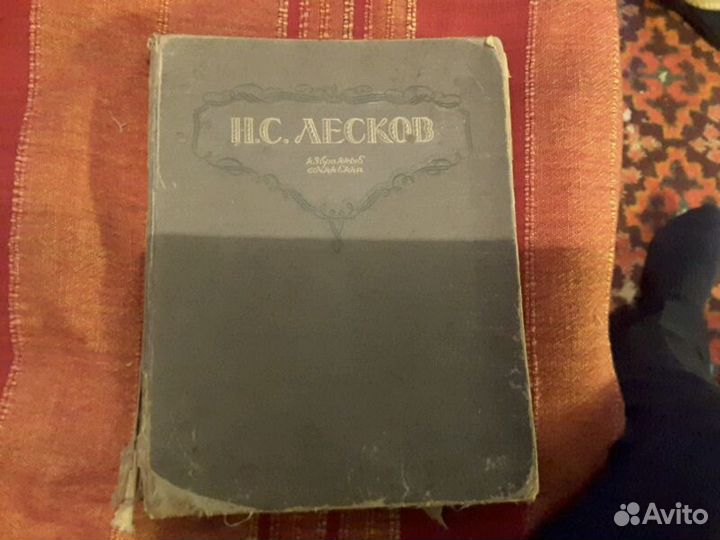 Н.С. ЛЕСКОВ
избранные
сочинения
Avito